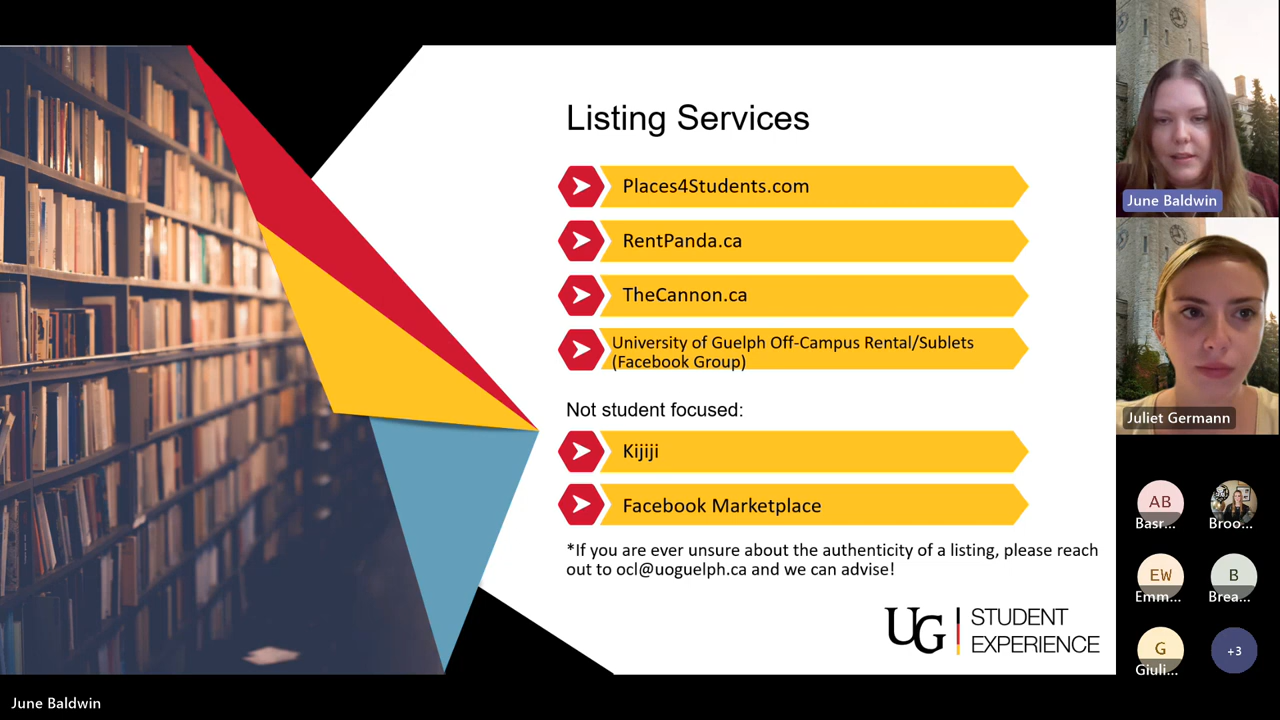 Listing Services
Places4Students.com
RentPanda.ca
TheCannon.ca
University of Guelph Off-Campus Rental/Sublets
(Facebook Group)
Not student focused:
Kijiji
Facebook Marketplace
*If you are ever unsure about the authenticity of a listing, please reach
out to ocl@uoguelph.ca and we can advise!
UG STUDENT
EXPERIENCE
June Baldwin
Juliet Germann
AB
Basr...
Broo...
EW
Emm...
B
Brea...
G
Giuli...
+3
June Baldwin